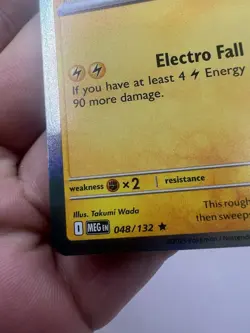 Electro Fall
If you have at least 4 Energy
90 more damage.
weakness ×2 resistance
Illus. Takumi Wada
This rough
then sweep
I MEG EN 048/132 ★